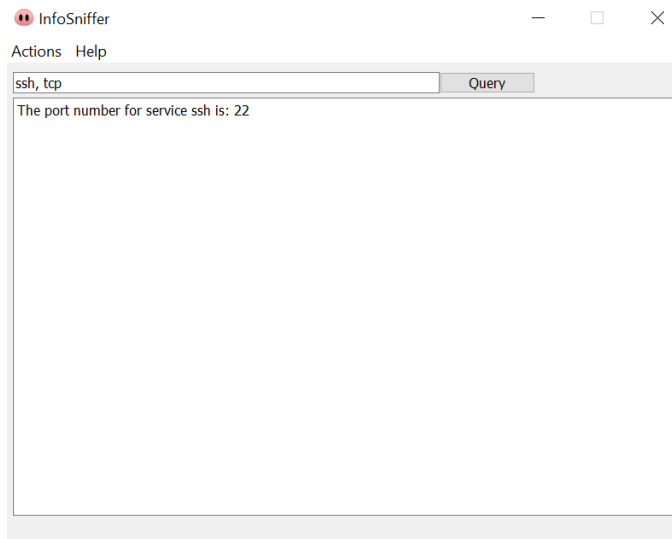 InfoSniffer
Actions Help
ssh, tcp Query
The port number for service ssh is: 22